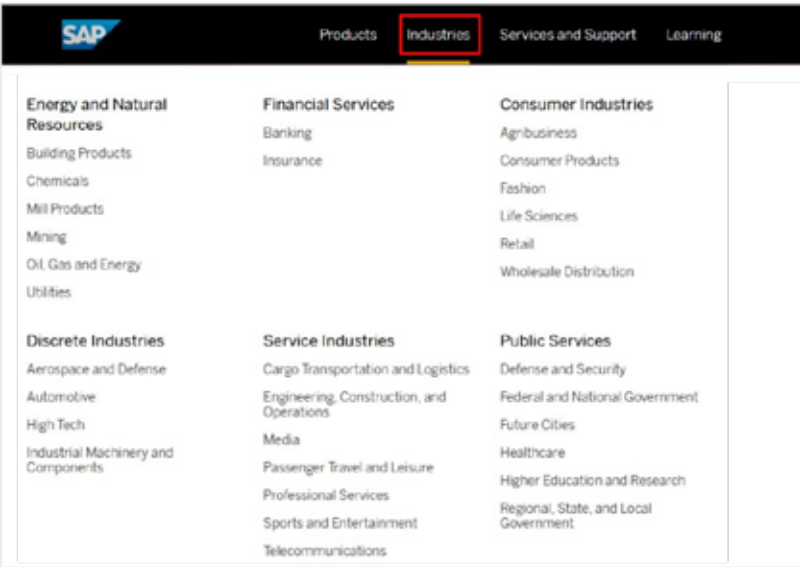 SAP
Products Industries Services and Support Learning
Energy and Natural
Resources
Building Products
Chemicals
Mill Products
Mining
Oil, Gas and Energy
Utilities
Financial Services
Banking
Insurance
Consumer Industries
Agribusiness
Consumer Products
Fashion
Life Sciences
Retail
Wholesale Distribution
Discrete Industries
Aerospace and Defense
Automotive
High Tech
Industrial Machinery and
Components
Service Industries
Cargo Transportation and Logistics
Engineering, Construction, and
Operations
Media
Passenger Travel and Leisure
Professional Services
Sports and Entertainment
Telecommunications
Public Services
Defense and Security
Federal and National Government
Future Cities
Healthcare
Higher Education and Research
Regional, State, and Local
Government